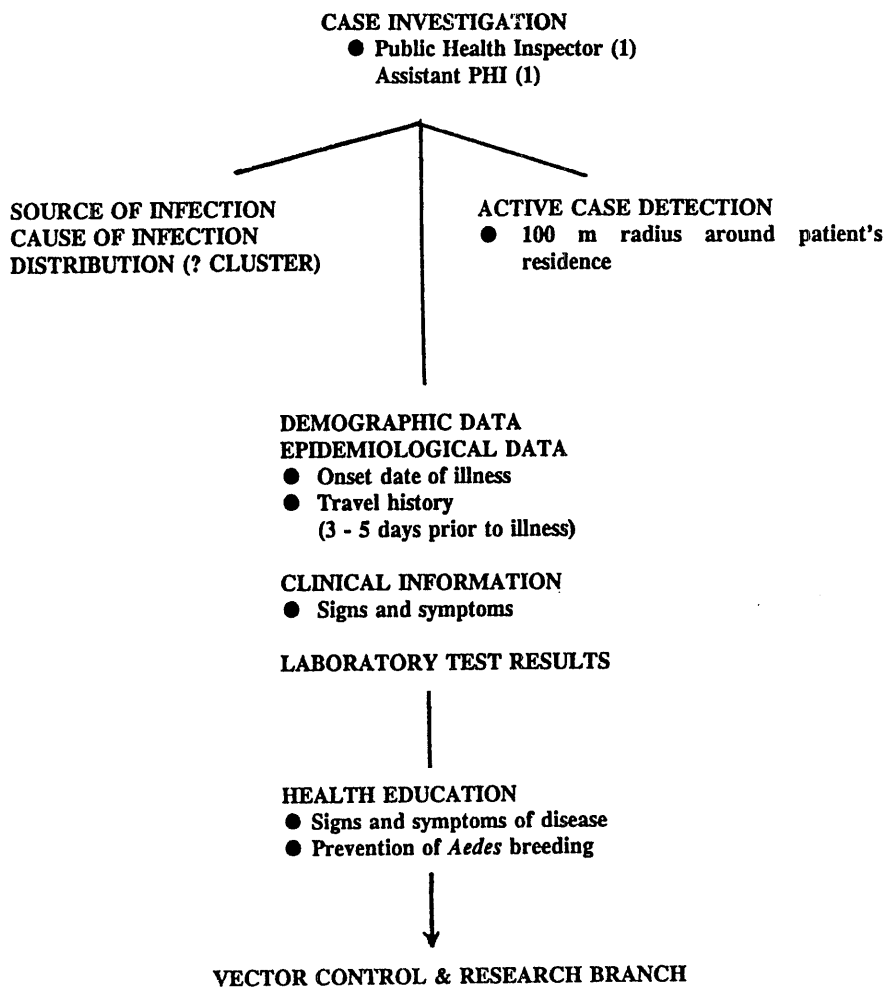 CASE INVESTIGATION
● Public Health Inspector (1)
Assistant PHI (1)
SOURCE OF INFECTION
CAUSE OF INFECTION
DISTRIBUTION (? CLUSTER)
ACTIVE CASE DETECTION
● 100 m radius around patient's
residence
DEMOGRAPHIC DATA
EPIDEMIOLOGICAL DATA
● Onset date of illness
● Travel history
(3 - 5 days prior to illness)
CLINICAL INFORMATION
● Signs and symptoms
LABORATORY TEST RESULTS
HEALTH EDUCATION
● Signs and symptoms of disease
● Prevention of Aedes breeding
VECTOR CONTROL & RESEARCH BRANCH